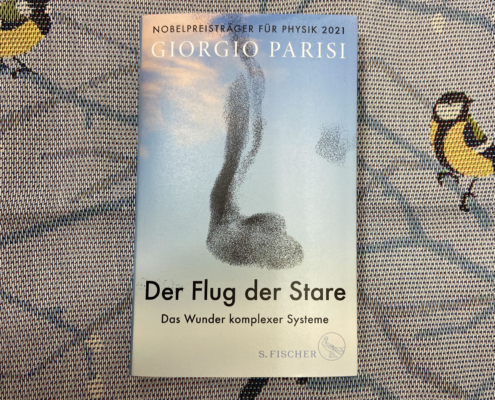 NOBELPREISTRÄGER FÜR PHYSIK 2021
GIORGIO PARISI
Der Flug der Stare
Das Wunder komplexer Systeme
S. FISCHER